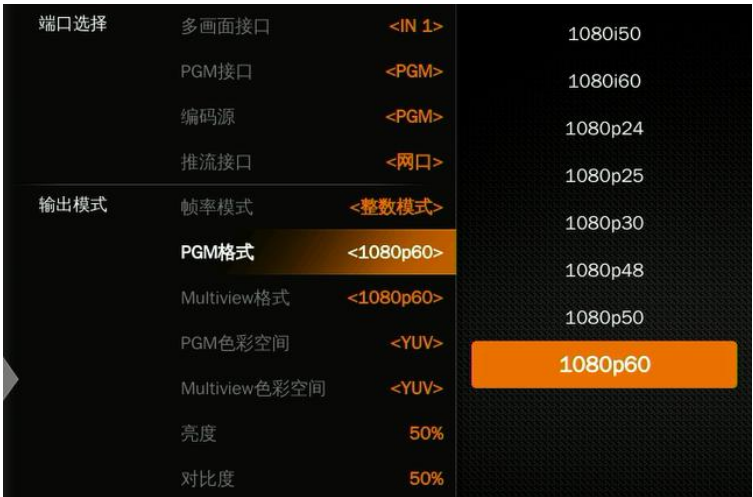 端口选择 多画面接口 <IN 1>
PGM接口 <PGM>
编码源 <PGM>
推流接口 <网口>
输出模式 帧率模式 <整数模式>
PGM格式 <1080p60>
Multiview格式 <1080p60>
PGM色彩空间 <YUV>
Multiview色彩空间 <YUV>
亮度 50%
对比度 50%
1080i50
1080i60
1080p24
1080p25
1080p30
1080p48
1080p50
1080p60